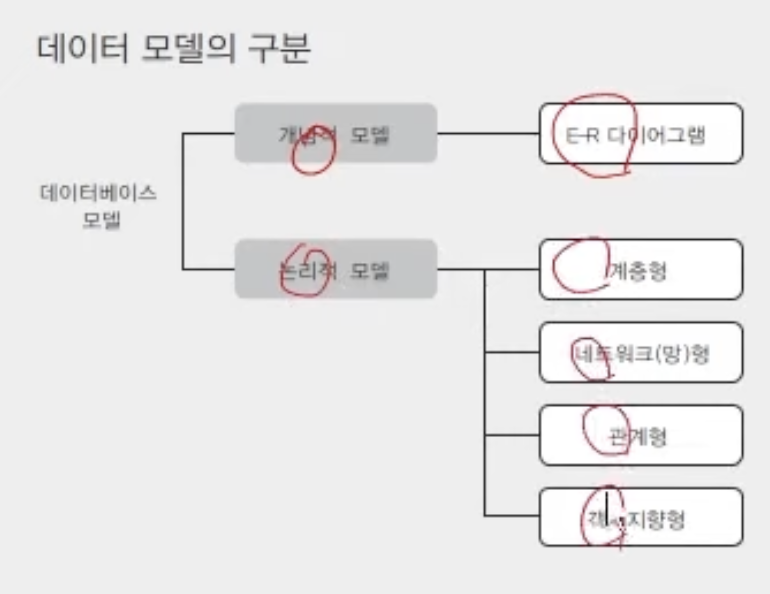 데이터 모델의 구분
개념적 모델
E-R 다이어그램
데이터베이스
모델
논리적 모델
계층형
네트워크(망)형
관계형
객체지향형